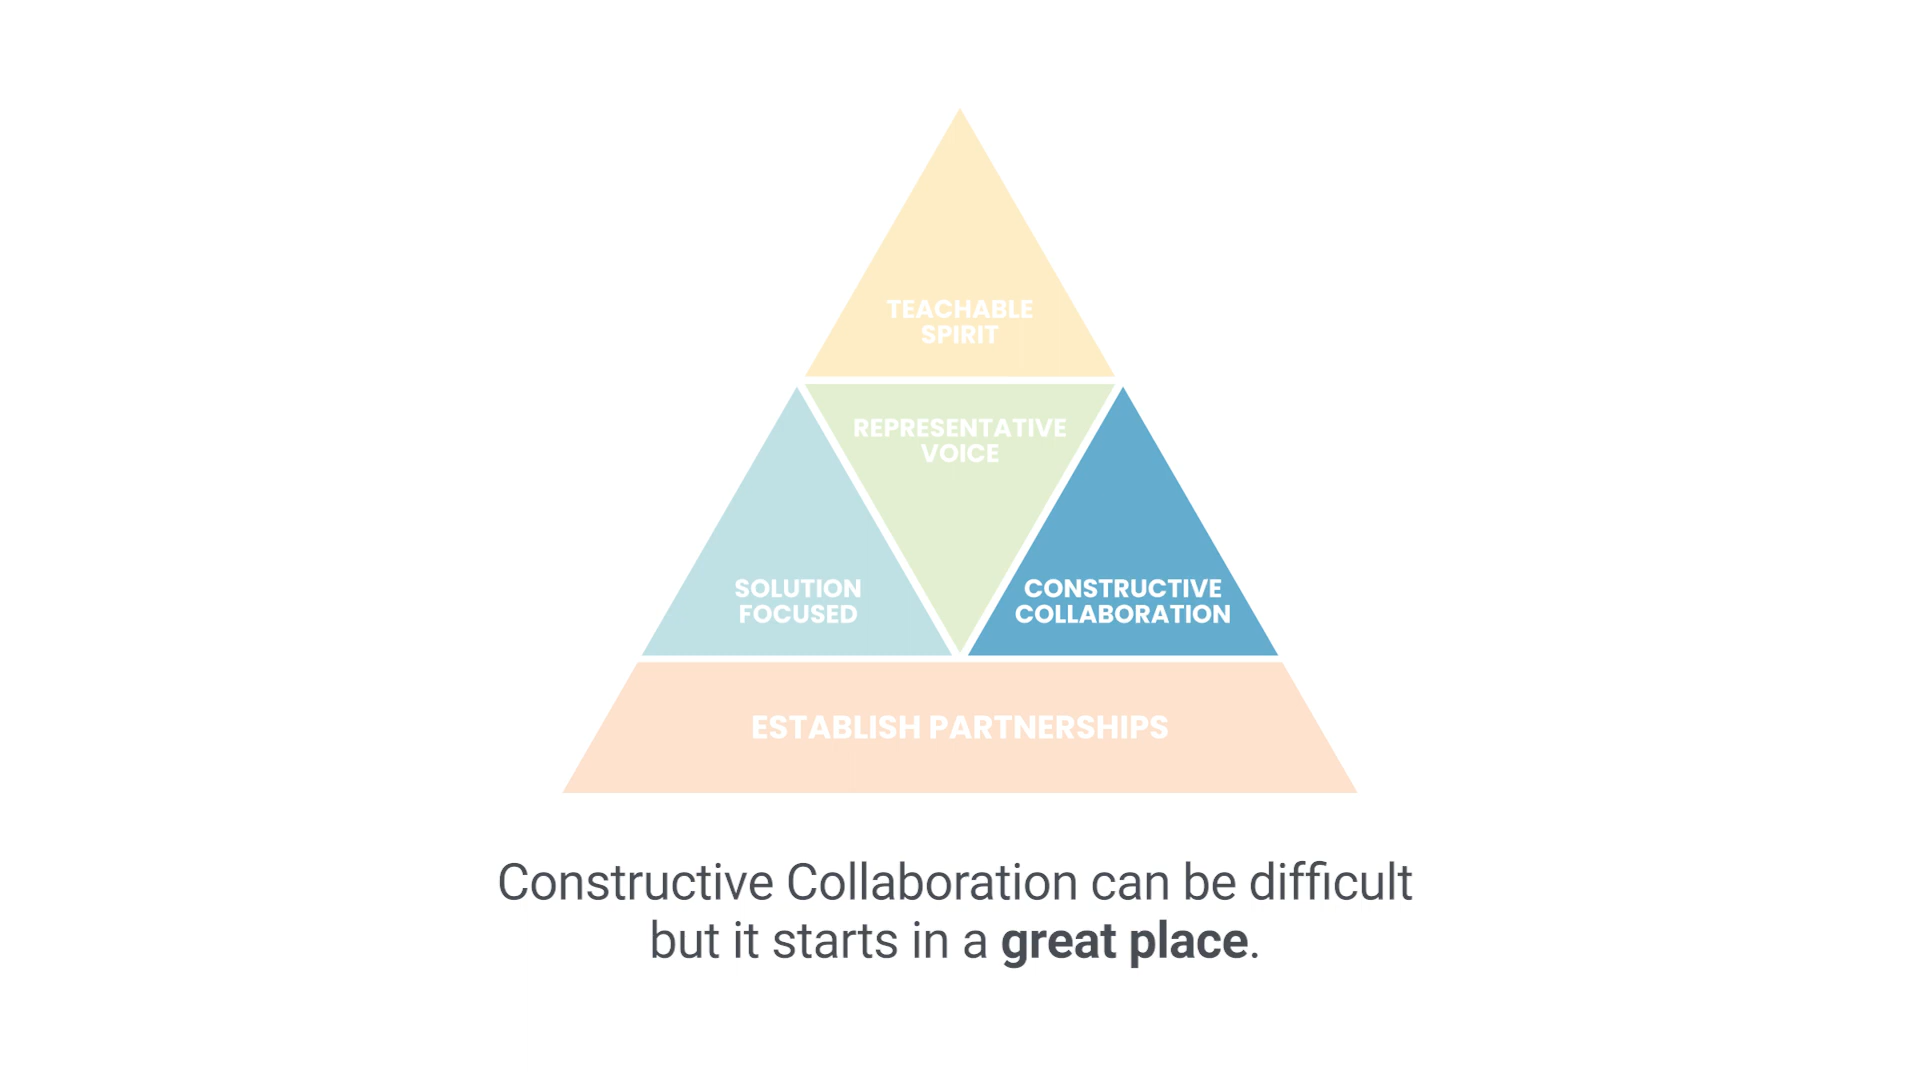 TEACHABLE
SPIRIT
REPRESENTATIVE
VOICE
SOLUTION
FOCUSED
CONSTRUCTIVE
COLLABORATION
ESTABLISH PARTNERSHIPS
Constructive Collaboration can be difficult
but it starts in a great place.